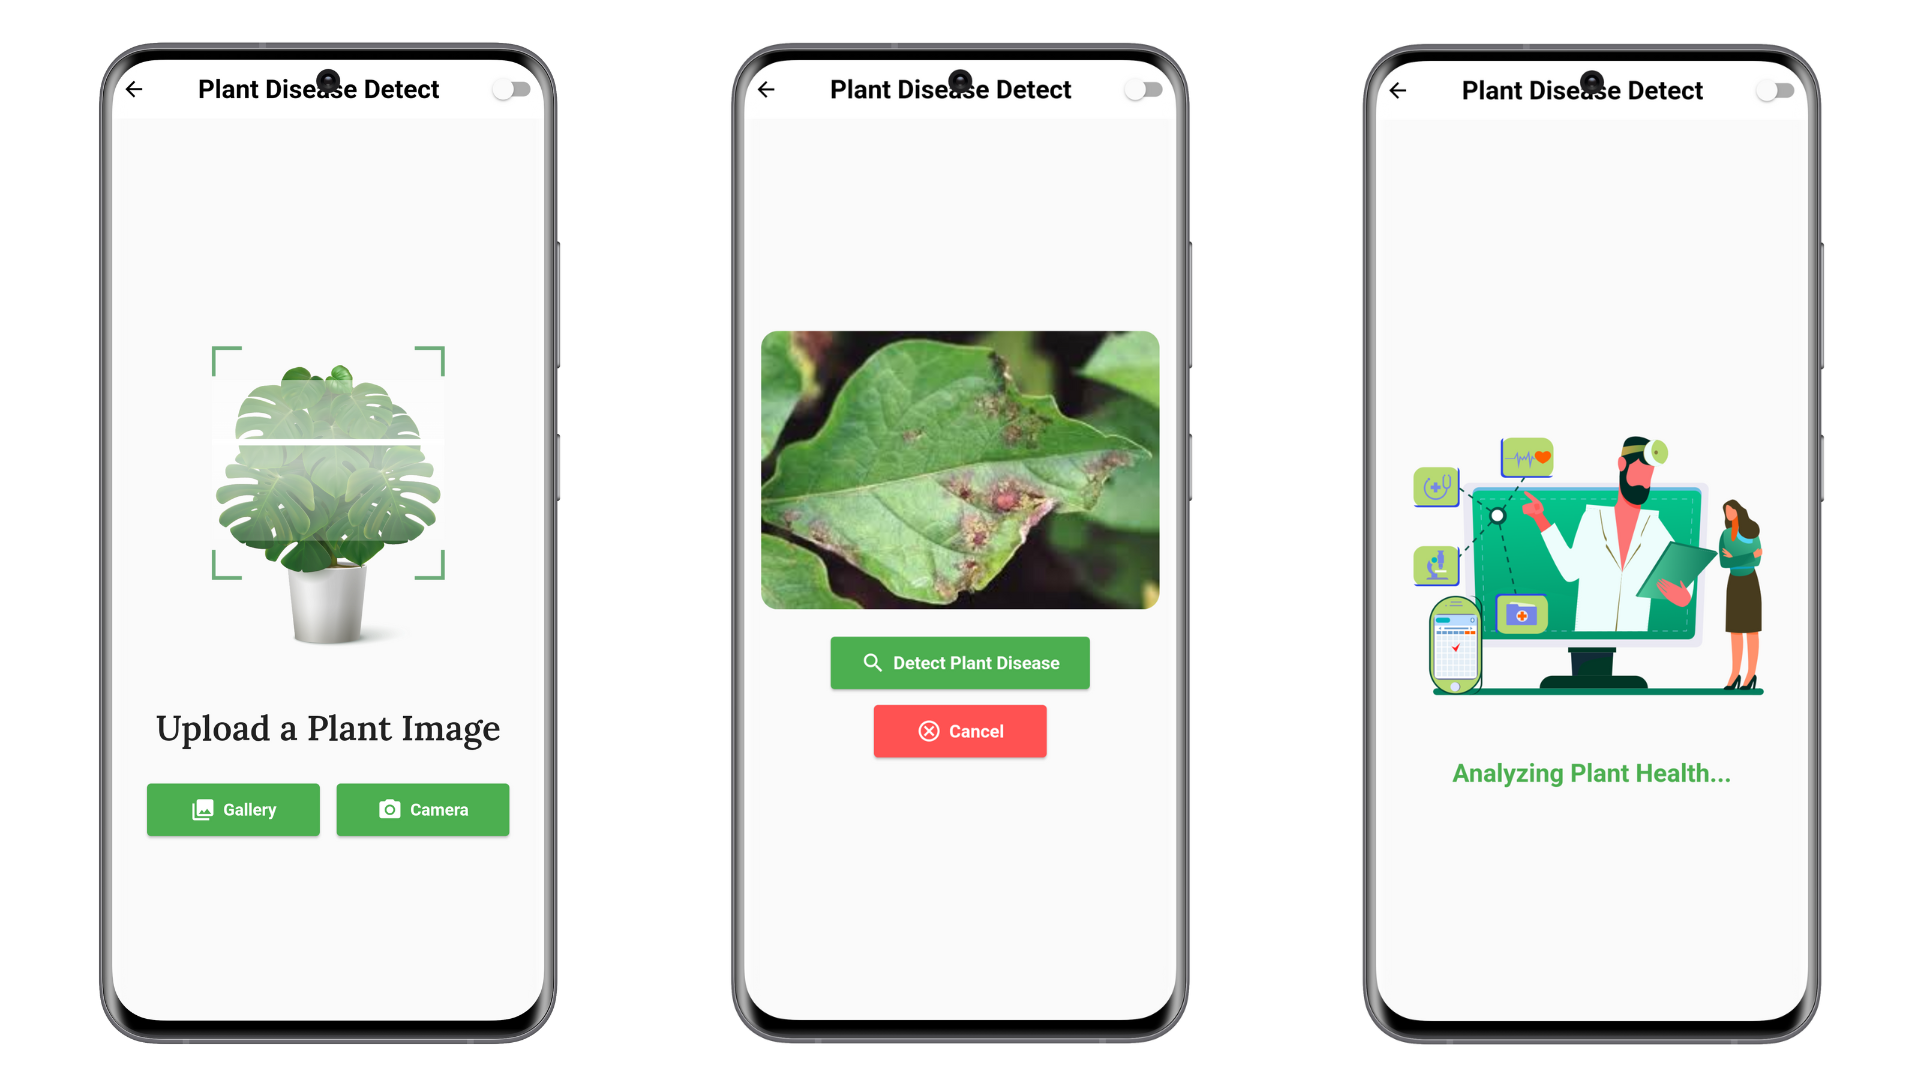 Plant Disease Detect
Upload a Plant Image
Gallery
Camera
Plant Disease Detect
Detect Plant Disease
Cancel
Plant Disease Detect
Analyzing Plant Health...